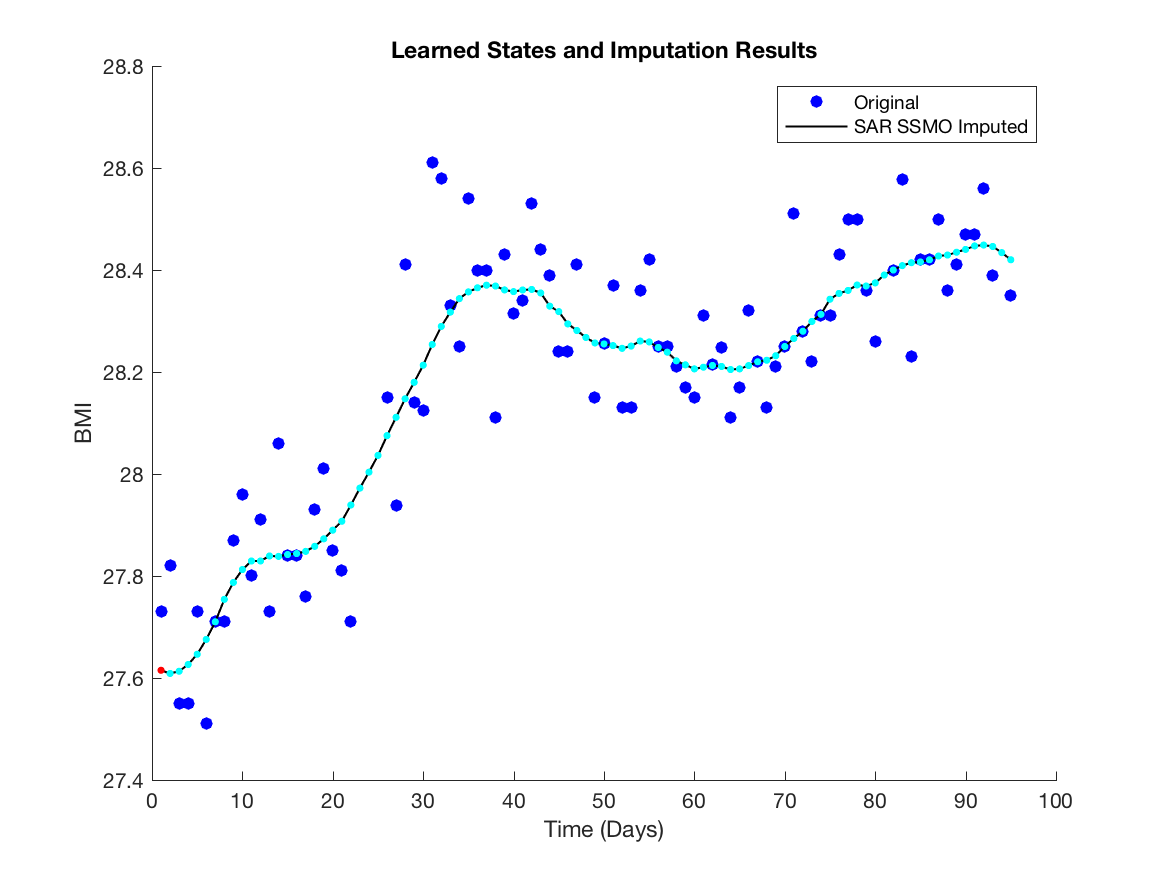 Learned States and Imputation Results
28.8
28.6
28.4
28.2
28
27.8
27.6
27.4
BMI
Original
SAR SSMO Imputed
0 10 20 30 40 50 60 70 80 90 100
Time (Days)